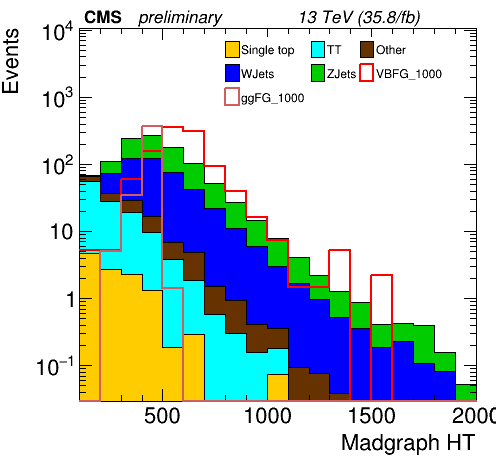 CMS preliminary 13 TeV (35.8/fb)
Events
Single top TT Other
WJets ZJets VBFG_1000
ggFG_1000
10^4
10^3
10^2
10
1
10^-1
500 1000 1500 2000
Madgraph HT